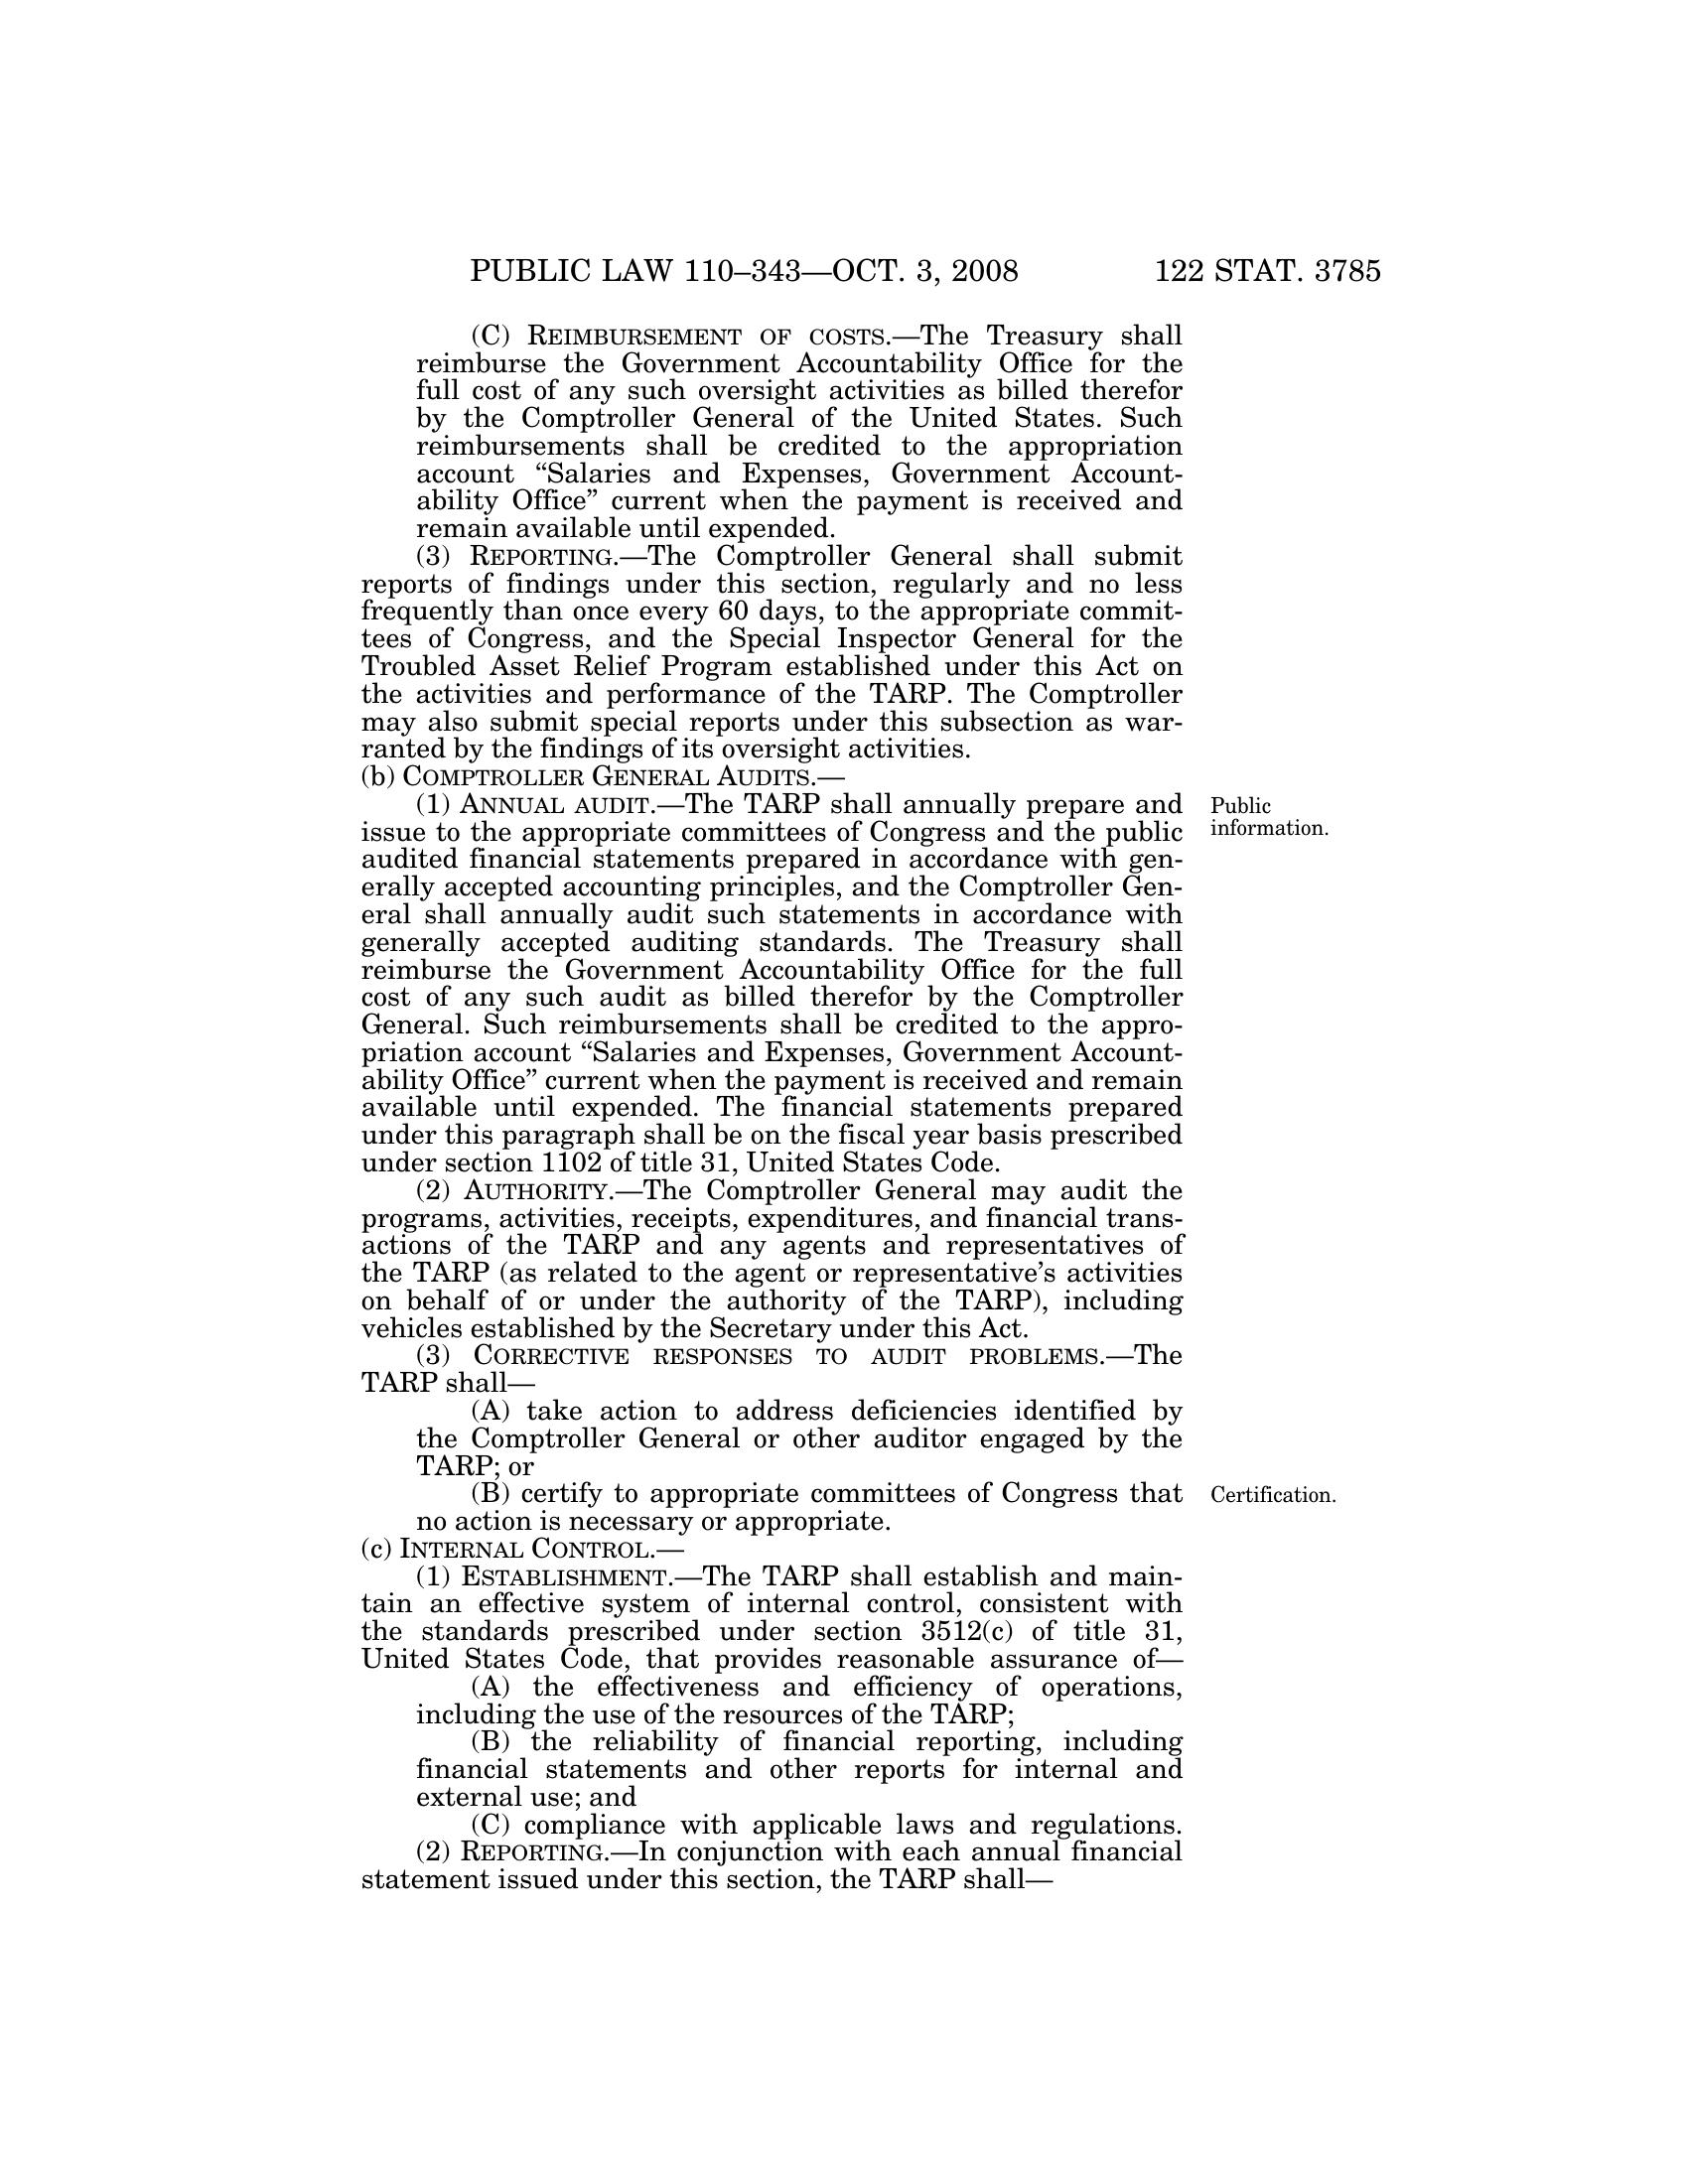 PUBLIC LAW 110–343—OCT. 3, 2008 122 STAT. 3785
(C) REIMBURSEMENT OF COSTS.—The Treasury shall
reimburse the Government Accountability Office for the
full cost of any such oversight activities as billed therefor
by the Comptroller General of the United States. Such
reimbursements shall be credited to the appropriation
account “Salaries and Expenses, Government Account-
ability Office” current when the payment is received and
remain available until expended.
(3) REPORTING.—The Comptroller General shall submit
reports of findings under this section, regularly and no less
frequently than once every 60 days, to the appropriate commit-
tees of Congress, and the Special Inspector General for the
Troubled Asset Relief Program established under this Act on
the activities and performance of the TARP. The Comptroller
may also submit special reports under this subsection as war-
ranted by the findings of its oversight activities.
(b) COMPTROLLER GENERAL AUDITS.—
(1) ANNUAL AUDIT.—The TARP shall annually prepare and
issue to the appropriate committees of Congress and the public
audited financial statements prepared in accordance with gen-
erally accepted accounting principles, and the Comptroller Gen-
eral shall annually audit such statements in accordance with
generally accepted auditing standards. The Treasury shall
reimburse the Government Accountability Office for the full
cost of any such audit as billed therefor by the Comptroller
General. Such reimbursements shall be credited to the appro-
priation account “Salaries and Expenses, Government Account-
ability Office” current when the payment is received and remain
available until expended. The financial statements prepared
under this paragraph shall be on the fiscal year basis prescribed
under section 1102 of title 31, United States Code.
(2) AUTHORITY.—The Comptroller General may audit the
programs, activities, receipts, expenditures, and financial trans-
actions of the TARP and any agents and representatives of
the TARP (as related to the agent or representative’s activities
on behalf of or under the authority of the TARP), including
vehicles established by the Secretary under this Act.
(3) CORRECTIVE RESPONSES TO AUDIT PROBLEMS.—The
TARP shall—
(A) take action to address deficiencies identified by
the Comptroller General or other auditor engaged by the
TARP; or
(B) certify to appropriate committees of Congress that
no action is necessary or appropriate.
(c) INTERNAL CONTROL.—
(1) ESTABLISHMENT.—The TARP shall establish and main-
tain an effective system of internal control, consistent with
the standards prescribed under section 3512(c) of title 31,
United States Code, that provides reasonable assurance of—
(A) the effectiveness and efficiency of operations,
including the use of the resources of the TARP;
(B) the reliability of financial reporting, including
financial statements and other reports for internal and
external use; and
(C) compliance with applicable laws and regulations.
(2) REPORTING.—In conjunction with each annual financial
statement issued under this section, the TARP shall—
Public
information.
Certification.